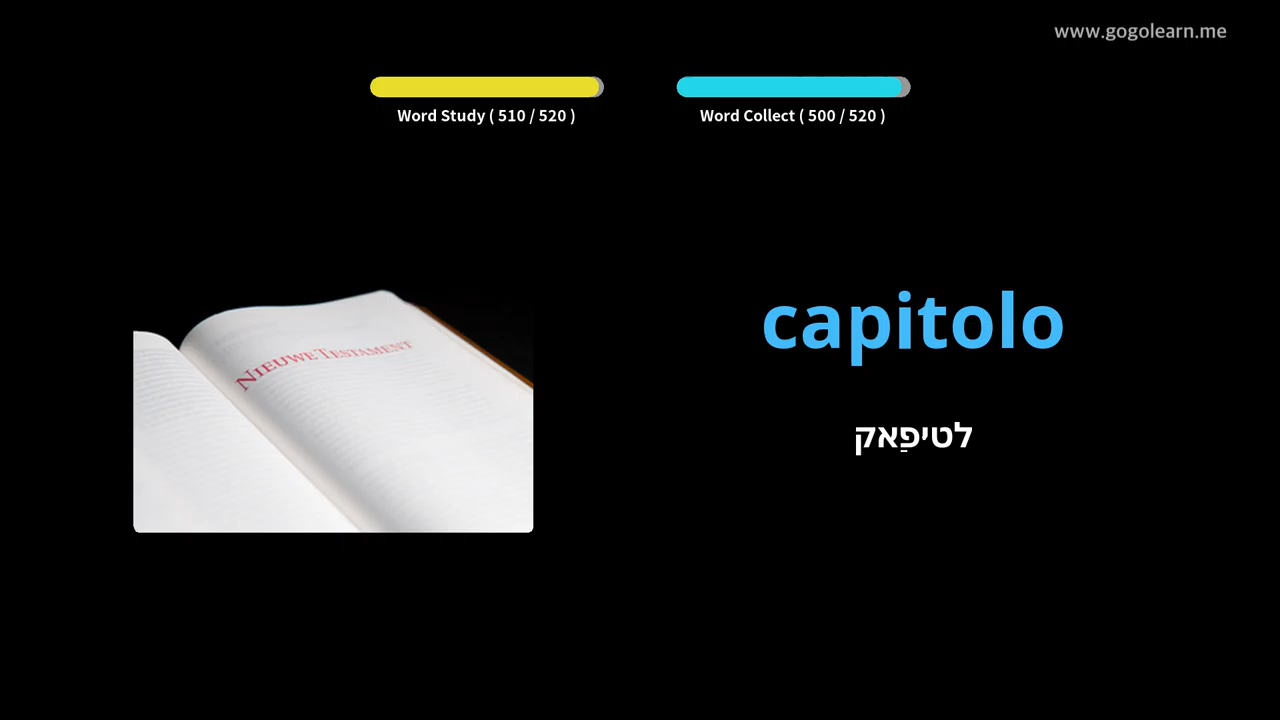 www.gogolearn.me
Word Study ( 510 / 520 )
Word Collect ( 500 / 520 )
NIEUWE TESTAMENT
capitolo
לטיפַאק